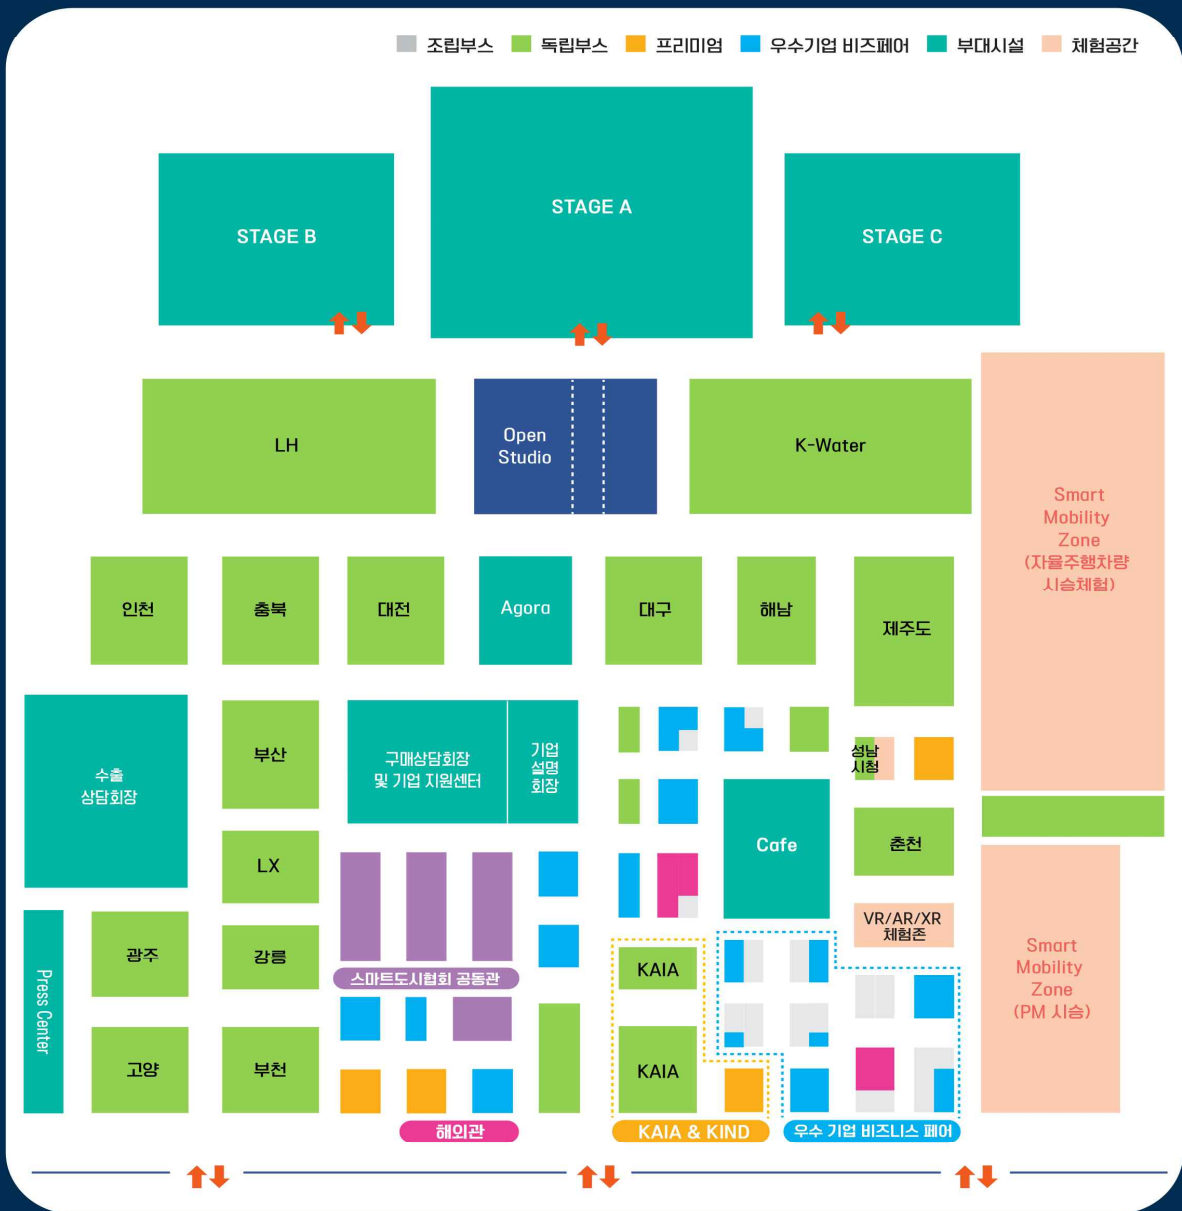 조립부스
독립부스
프리미엄
우수기업 비즈페어
부대시설
체험공간
STAGE A
STAGE B
STAGE C
LH
Open
Studio
K-Water
Smart
Mobility
Zone
(자율주행차량
시승체험)
인천
충북
대전
Agora
대구
해남
제주도
수출
상담회장
부산
구매상담회장
및 기업 지원센터
기업
설명
회장
성남
시청
Cafe
춘천
LX
VR/AR/XR
체험존
Press Center
광주
강릉
스마트도시협회 공동관
KAIA
Smart
Mobility
Zone
(PM 시승)
고양
부천
KAIA
해외관
KAIA & KIND
우수 기업 비즈니스 페어